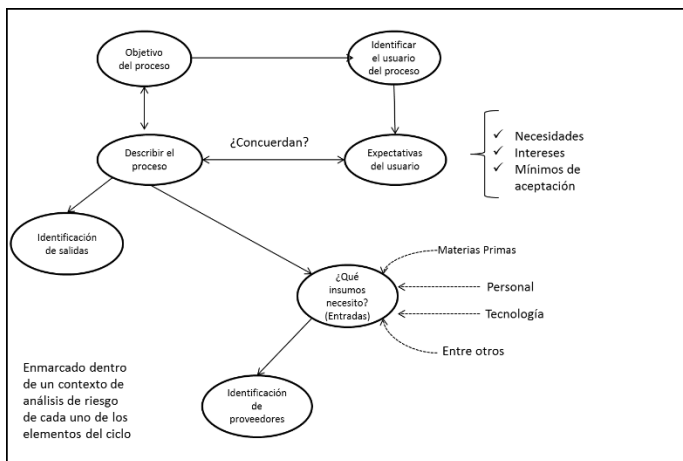 Objetivo
del proceso
Identificar
el usuario
del proceso
¿Concuerdan?
Describir el
proceso
Expectativas
del usuario
✓ Necesidades
✓ Intereses
✓ Mínimos de
aceptación
Identificación
de salidas
¿Qué
insumos
necesito?
(Entradas)
Materias Primas
Personal
Tecnología
Entre otros
Identificación
de
proveedores
Enmarcado dentro
de un contexto de
análisis de riesgo
de cada uno de los
elementos del ciclo